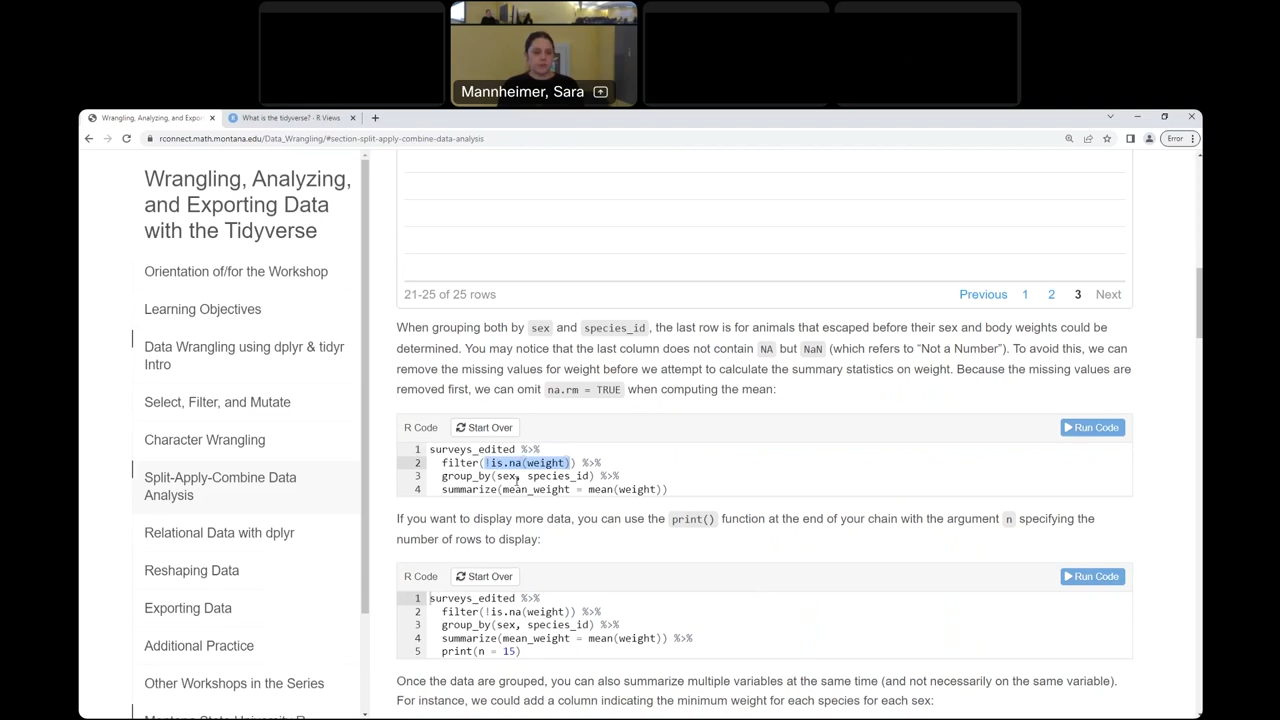 Mannheimer, Sara
Wrangling, Analyzing, and Expor
What is the tidyverse? · R Views
rconnect.math.montana.edu/Data_Wrangling/#section-split-apply-combine-data-analysis
Error
Wrangling, Analyzing,
and Exporting Data
with the Tidyverse
Orientation of/for the Workshop
Learning Objectives
Data Wrangling using dplyr & tidyr
Intro
Select, Filter, and Mutate
Character Wrangling
Split-Apply-Combine Data
Analysis
Relational Data with dplyr
Reshaping Data
Exporting Data
Additional Practice
Other Workshops in the Series
Montana State University R
21-25 of 25 rows
Previous 1 2 3 Next
When grouping both by sex and species_id, the last row is for animals that escaped before their sex and body weights could be
determined. You may notice that the last column does not contain NA but NaN (which refers to “Not a Number”). To avoid this, we can
remove the missing values for weight before we attempt to calculate the summary statistics on weight. Because the missing values are
removed first, we can omit na.rm = TRUE when computing the mean:
R Code Start Over Run Code
1 surveys_edited %>%
2 filter(!is.na(weight)) %>%
3 group_by(sex, species_id) %>%
4 summarize(mean_weight = mean(weight))
If you want to display more data, you can use the print() function at the end of your chain with the argument n specifying the
number of rows to display:
R Code Start Over Run Code
1 surveys_edited %>%
2 filter(!is.na(weight)) %>%
3 group_by(sex, species_id) %>%
4 summarize(mean_weight = mean(weight)) %>%
5 print(n = 15)
Once the data are grouped, you can also summarize multiple variables at the same time (and not necessarily on the same variable).
For instance, we could add a column indicating the minimum weight for each species for each sex: